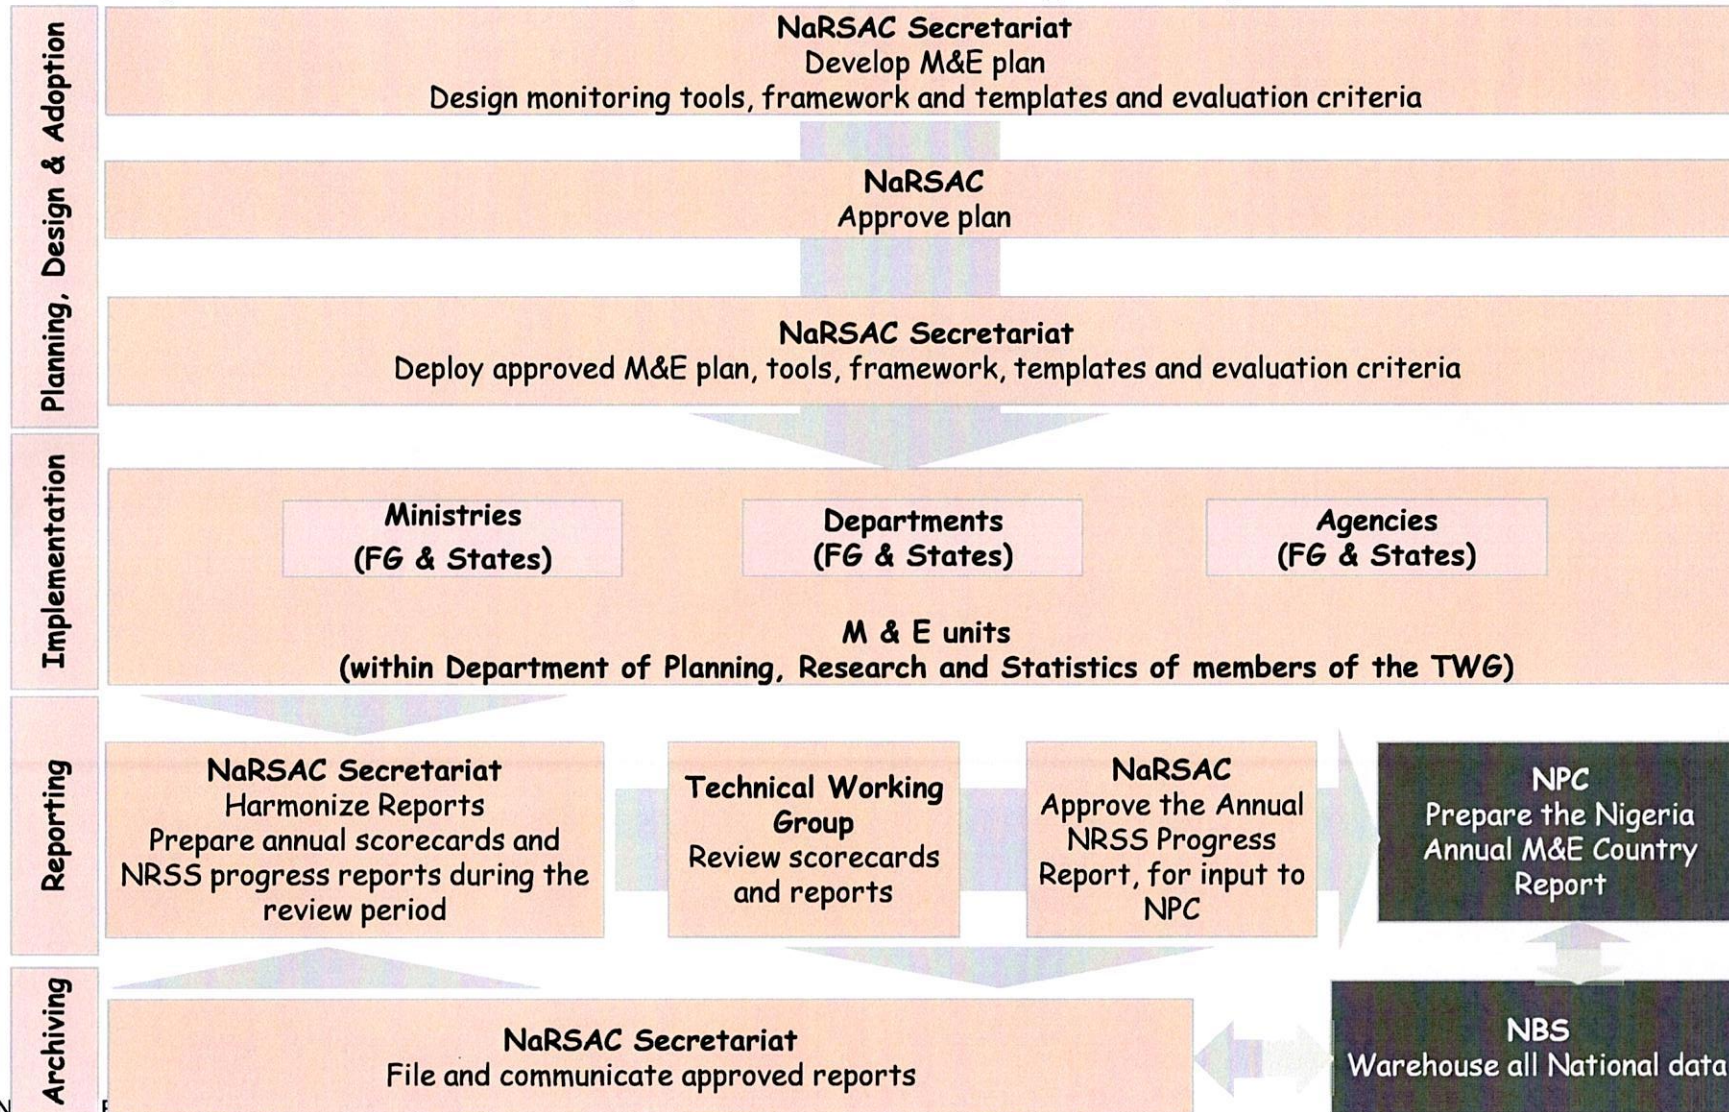 Planning, Design & Adoption
NaRSAC Secretariat
Develop M&E plan
Design monitoring tools, framework and templates and evaluation criteria
NaRSAC
Approve plan
NaRSAC Secretariat
Deploy approved M&E plan, tools, framework, templates and evaluation criteria
Implementation
Ministries
(FG & States)
Departments
(FG & States)
Agencies
(FG & States)
M & E units
(within Department of Planning, Research and Statistics of members of the TWG)
Reporting
NaRSAC Secretariat
Harmonize Reports
Prepare annual scorecards and
NRSS progress reports during the
review period
Technical Working
Group
Review scorecards
and reports
NaRSAC
Approve the Annual
NRSS Progress
Report, for input to
NPC
NPC
Prepare the Nigeria
Annual M&E Country
Report
Archiving
NaRSAC Secretariat
File and communicate approved reports
NBS
Warehouse all National data